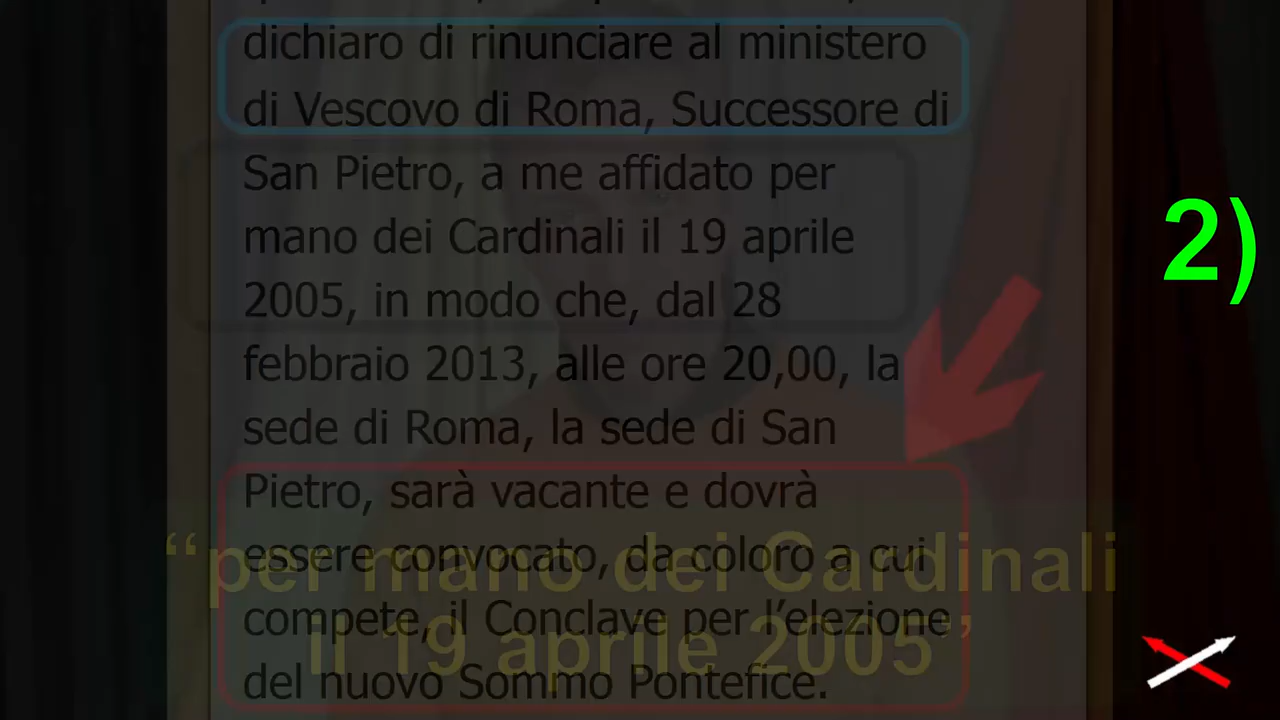 dichiaro di rinunciare al ministero
di Vescovo di Roma, Successore di
San Pietro, a me affidato per
mano dei Cardinali il 19 aprile
2005, in modo che, dal 28
febbraio 2013, alle ore 20,00, la
sede di Roma, la sede di San
Pietro, sarà vacante e dovrà
essere convocato, da coloro a cui
compete, il Conclave per l’elezione
del nuovo Sommo Pontefice.
2)
“per mano dei Cardinali
il 19 aprile 2005”